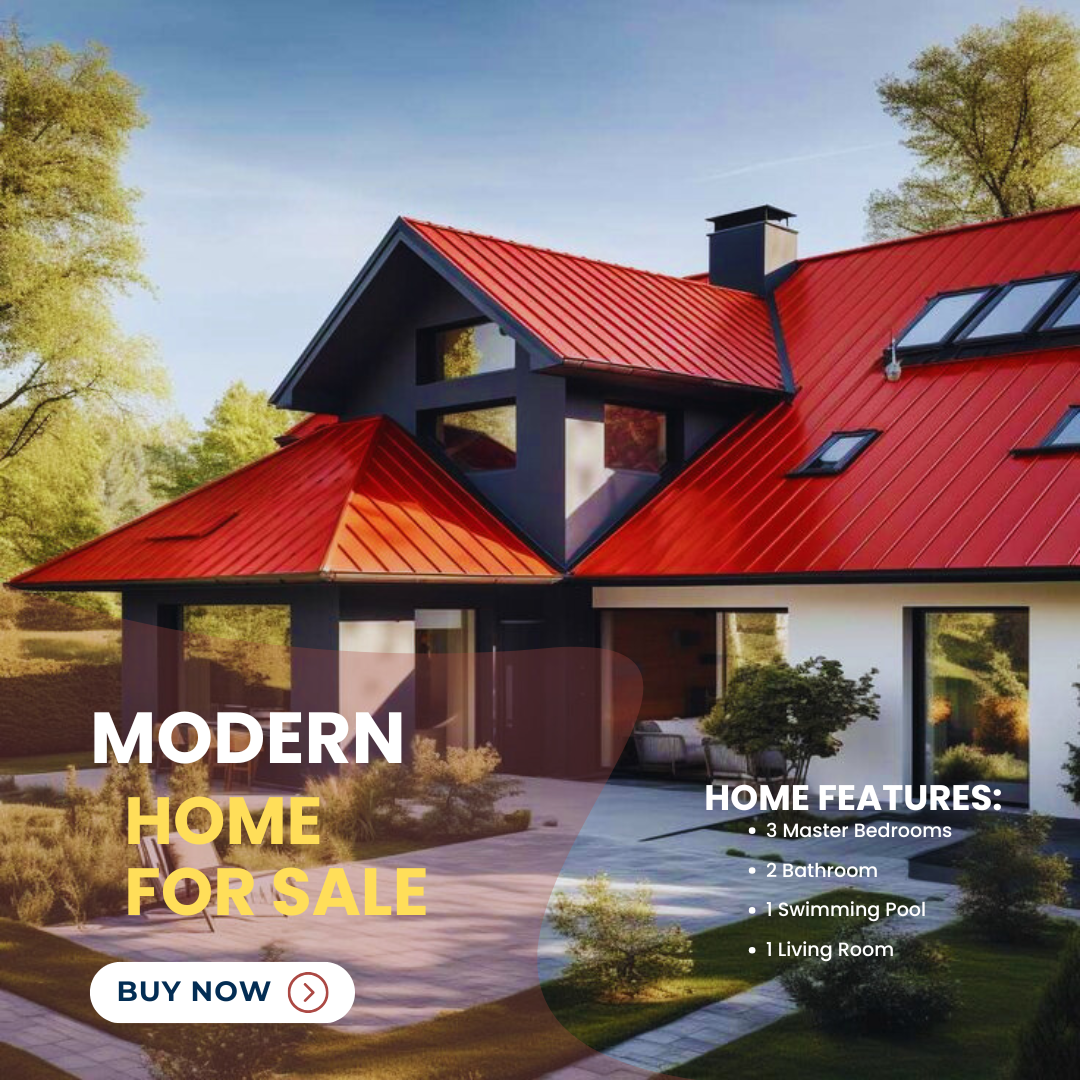 MODERN
HOME
FOR SALE
BUY NOW
HOME FEATURES:
• 3 Master Bedrooms
• 2 Bathroom
• 1 Swimming Pool
• 1 Living Room